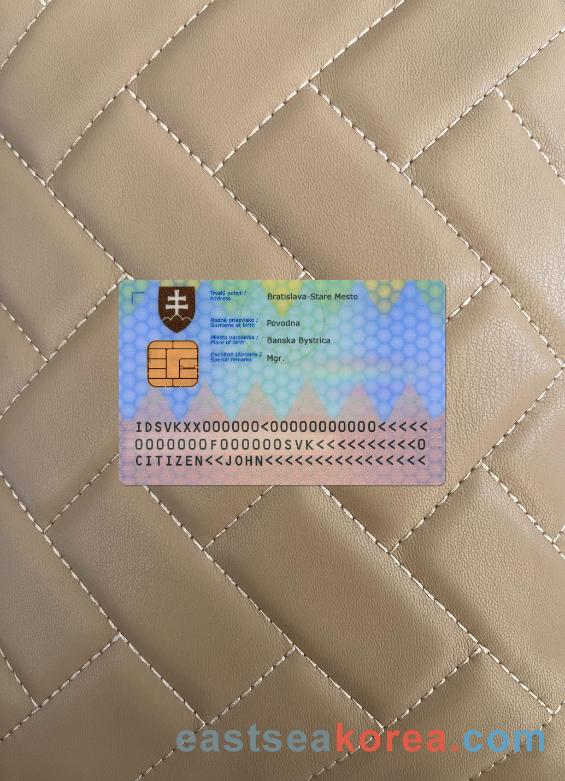 Trvalý pobyt /
Address
Bratislava-Stare Mesto
Rodné priezvisko /
Surname at birth
Povodna
Miesto narodenia /
Place of birth
Banska Bystrica
Osobitné záznamy /
Special remarks
Mgr.
IDSVKXX000000<00000000000<<<<<
0000000F000000SVK<<<<<<<<<<<0
CITIZEN<<JOHN<<<<<<<<<<<<<<<<<
eastseakorea.com